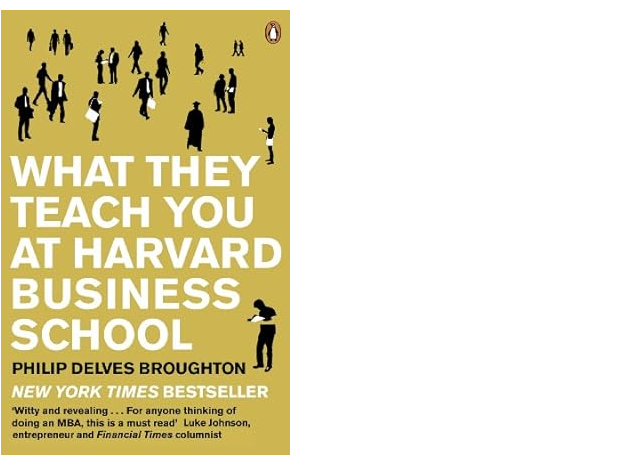 WHAT THEY
TEACH YOU
AT HARVARD
BUSINESS
SCHOOL
PHILIP DELVES BROUGHTON
NEW YORK TIMES BESTSELLER
‘Witty and revealing . . . For anyone thinking of
doing an MBA, this is a must read’ Luke Johnson,
entrepreneur and Financial Times columnist